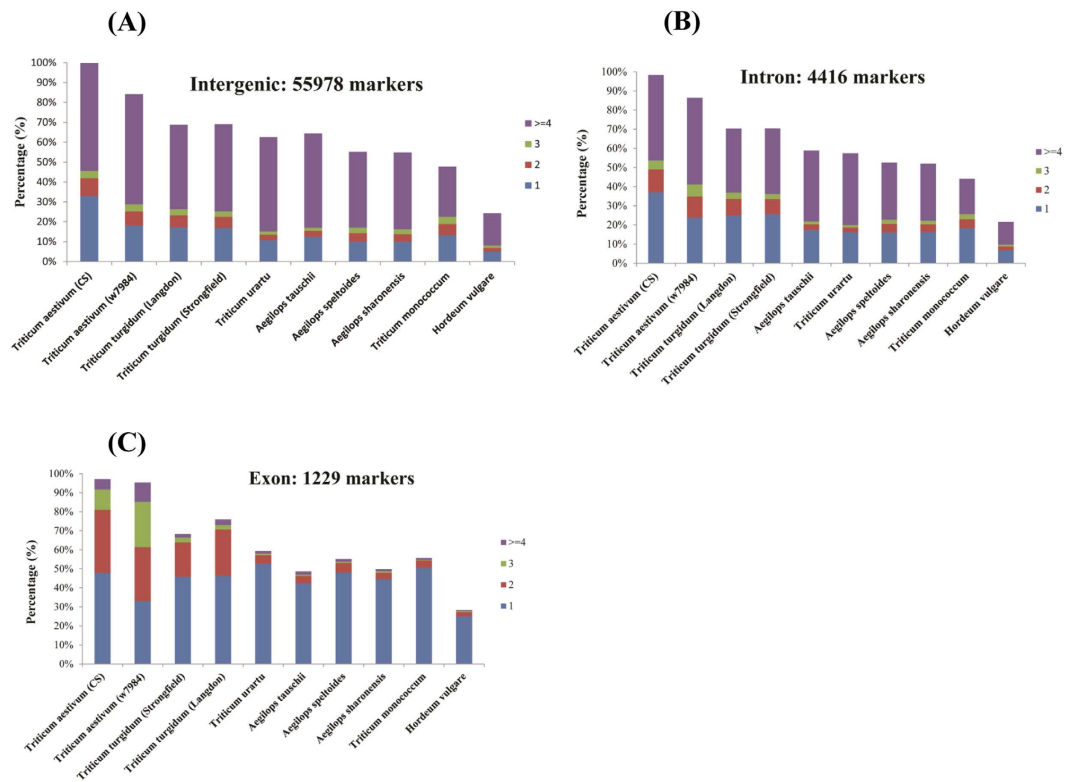 (A)
Intergenic: 55978 markers
Percentage (%)
100%
90%
80%
70%
60%
50%
40%
30%
20%
10%
0%
>=4
3
2
1
Triticum aestivum (CS)
Triticum aestivum (w7984)
Triticum turgidum (Langdon)
Triticum turgidum (Strongfield)
Triticum urartu
Aegilops tauschii
Aegilops speltoides
Aegilops sharonensis
Triticum monococcum
Hordeum vulgare
(B)
Intron: 4416 markers
Percentage (%)
100%
90%
80%
70%
60%
50%
40%
30%
20%
10%
0%
>=4
3
2
1
Triticum aestivum (CS)
Triticum aestivum (w7984)
Triticum turgidum (Langdon)
Triticum turgidum (Strongfield)
Aegilops tauschii
Triticum urartu
Aegilops speltoides
Aegilops sharonensis
Triticum monococcum
Hordeum vulgare
(C)
Exon: 1229 markers
Percentage (%)
100%
90%
80%
70%
60%
50%
40%
30%
20%
10%
0%
>=4
3
2
1
Triticum aestivum (CS)
Triticum aestivum (w7984)
Triticum turgidum (Strongfield)
Triticum turgidum (Langdon)
Triticum urartu
Aegilops tauschii
Aegilops speltoides
Aegilops sharonensis
Triticum monococcum
Hordeum vulgare